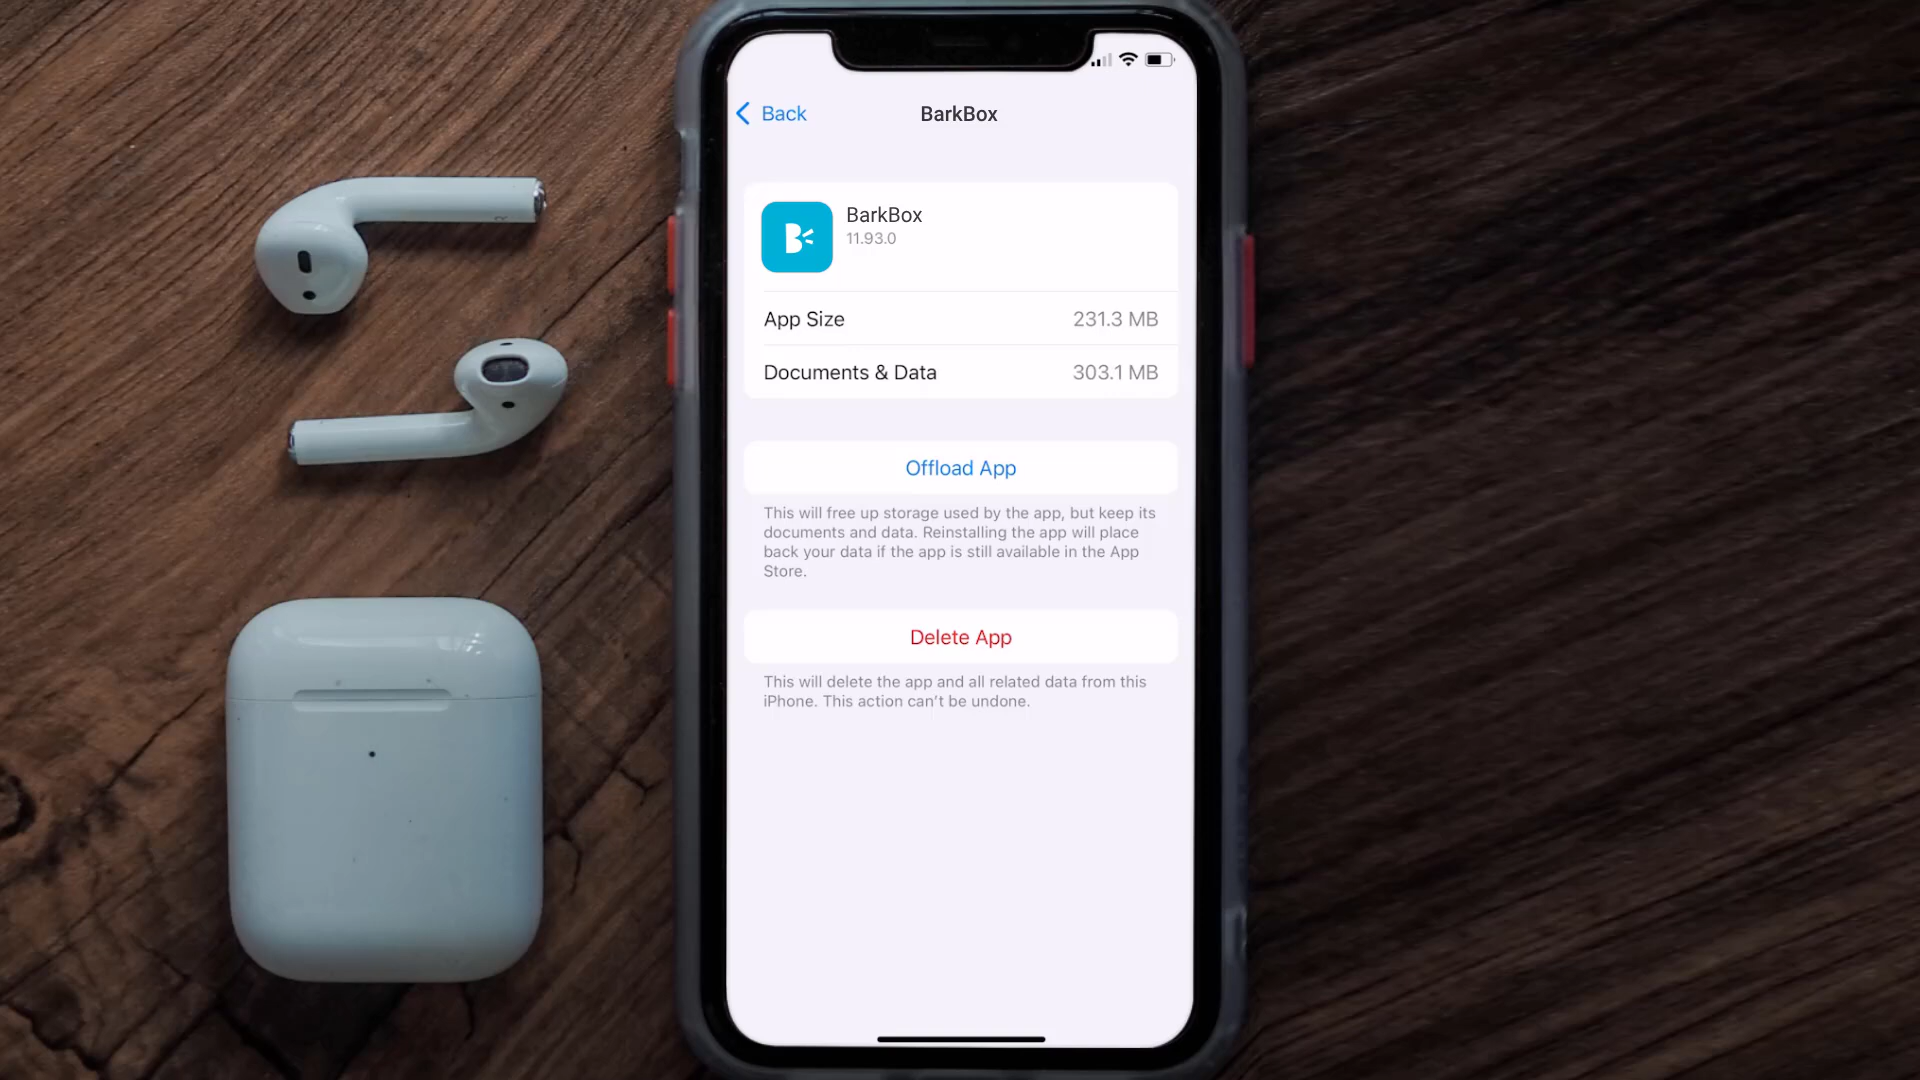 Back
BarkBox
BarkBox
11.93.0
App Size 231.3 MB
Documents & Data 303.1 MB
Offload App
This will free up storage used by the app, but keep its
documents and data. Reinstalling the app will place
back your data if the app is still available in the App
Store.
Delete App
This will delete the app and all related data from this
iPhone. This action can't be undone.